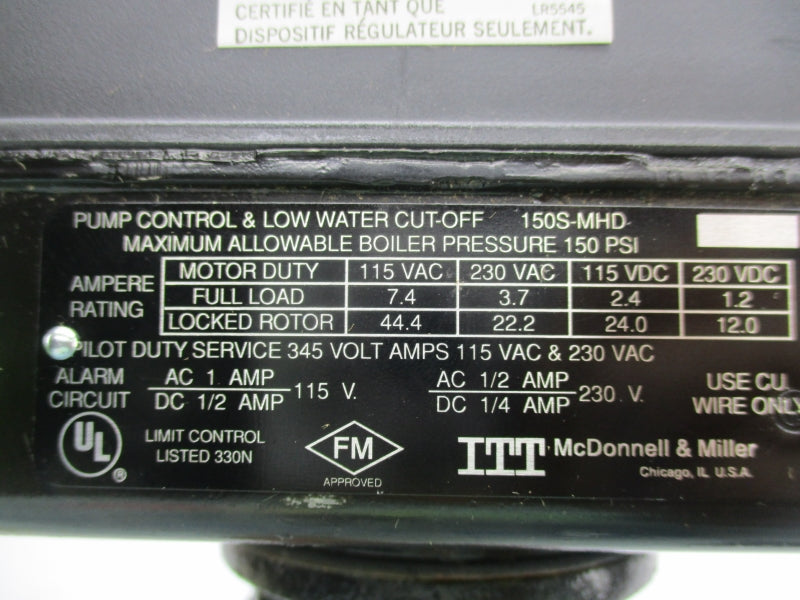 CERTIFIÉ EN TANT QUE LR5545
DISPOSITIF RÉGULATEUR SEULEMENT.
PUMP CONTROL & LOW WATER CUT-OFF 150S-MHD
MAXIMUM ALLOWABLE BOILER PRESSURE 150 PSI
AMPERE RATING
MOTOR DUTY 115 VAC 230 VAC 115 VDC 230 VDC
FULL LOAD 7.4 3.7 2.4 1.2
LOCKED ROTOR 44.4 22.2 24.0 12.0
PILOT DUTY SERVICE 345 VOLT AMPS 115 VAC & 230 VAC
ALARM CIRCUIT
AC 1 AMP
DC 1/2 AMP
115 V.
AC 1/2 AMP
DC 1/4 AMP
230 V.
USE CU
WIRE ONLY
UL ®
LIMIT CONTROL
LISTED 330N
FM
APPROVED
ITT McDonnell & Miller
Chicago, IL U.S.A.